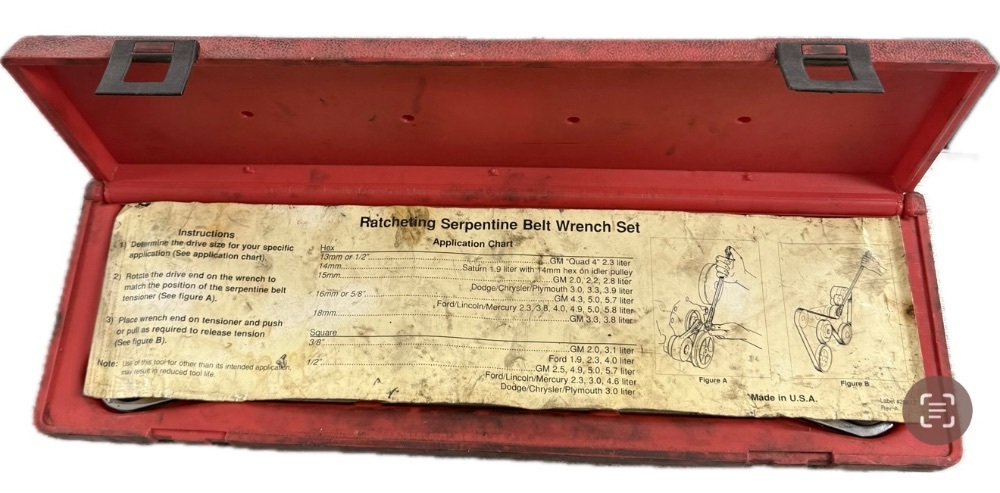 Ratcheting Serpentine Belt Wrench Set
Instructions
1) Determine the drive size for your specific
application (See application chart).
2) Rotate the drive end on the wrench to
match the position of the serpentine belt
tensioner (See figure A).
3) Place wrench end on tensioner and push
or pull as required to release tension
(See figure B).
Note: Use of this tool for other than its intended application,
may result in reduced tool life.
Application Chart
Hex
13mm or 1/2".....GM "Quad 4" 2.3 liter
14mm.....Saturn 1.9 liter with 14mm hex on idler pulley
15mm.....GM 2.0, 2.2, 2.8 liter
Dodge/Chrysler/Plymouth 3.0, 3.3, 3.9 liter
16mm or 5/8".....GM 4.3, 5.0, 5.7 liter
Ford/Lincoln/Mercury 2.3, 3.8, 4.0, 4.9, 5.0, 5.8 liter
18mm.....GM 3.3, 3.8 liter
Square
3/8".....GM 2.0, 3.1 liter
Ford 1.9, 2.3, 4.0 liter
1/2".....GM 2.5, 4.9, 5.0, 5.7 liter
Ford/Lincoln/Mercury 2.3, 3.0, 4.6 liter
Dodge/Chrysler/Plymouth 3.0 liter
Figure A
Figure B
Made in U.S.A.
Label
Rev A